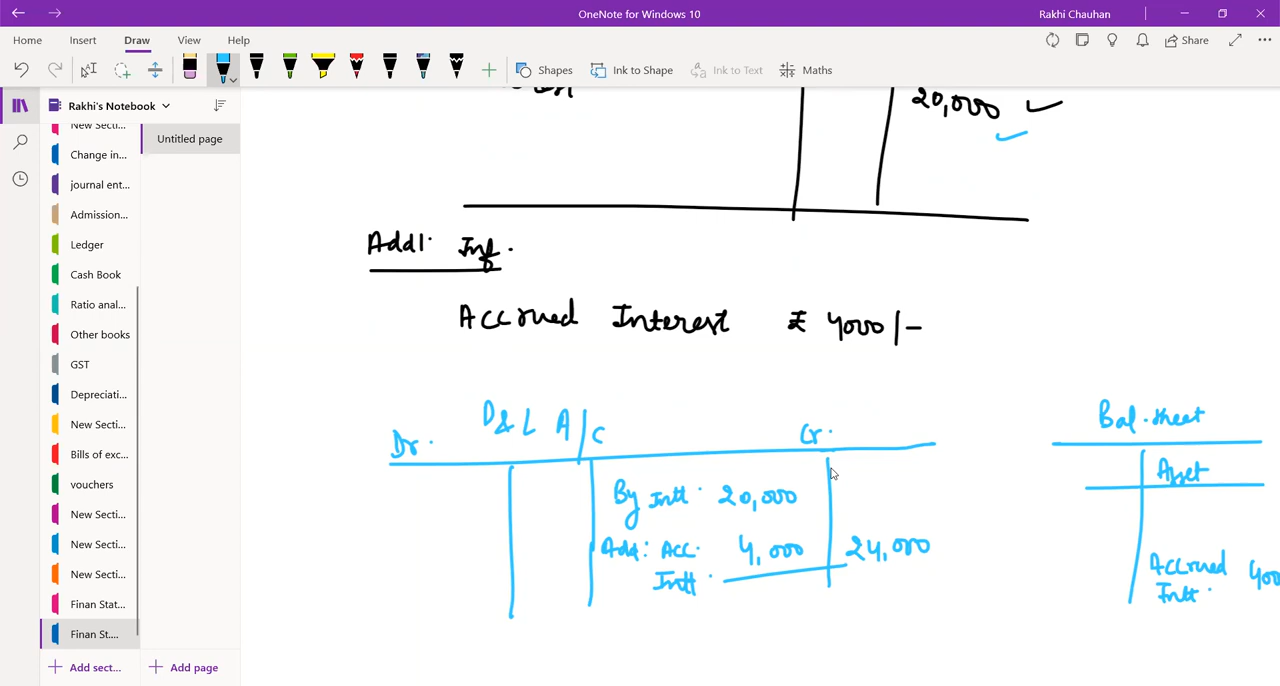 OneNote for Windows 10
Rakhi Chauhan
Home Insert Draw View Help
Share
Shapes Ink to Shape Ink to Text Maths
Rakhi's Notebook
New Secti...
Change in...
journal ent...
Admission...
Ledger
Cash Book
Ratio anal...
Other books
GST
Depreciati...
New Secti...
Bills of exc...
vouchers
New Secti...
New Secti...
New Secti...
Finan Stat...
Finan St....
Add sect...
Untitled page
Add page
20,000
Addl. Inf.
Accrued Interest ₹ 4000/-
Dr. P&L A/C Cr.
By Intt. 20,000
Add: Acc. 4,000 24,000
Intt.
Bal. sheet
Asset
Accrued 400
Intt.